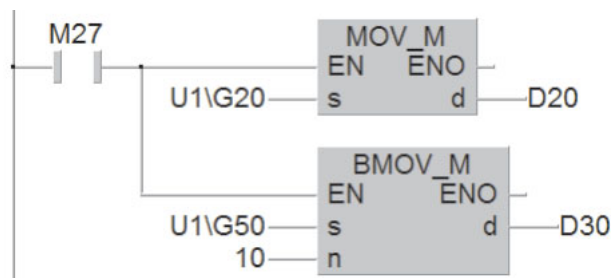 M27
MOV_M
EN ENO
U1\G20 s d D20
BMOV_M
EN ENO
U1\G50 s d D30
10 n